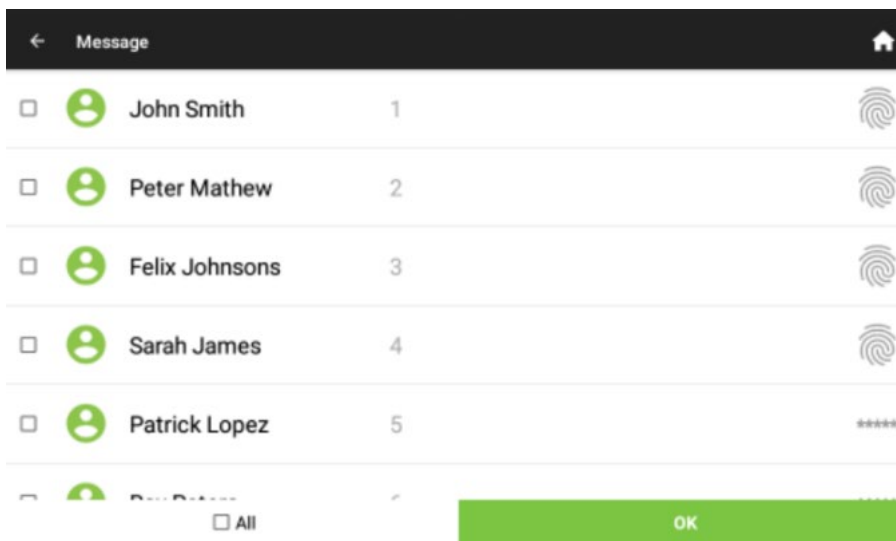 Message
John Smith 1
Peter Mathew 2
Felix Johnsons 3
Sarah James 4
Patrick Lopez 5 *****
All OK